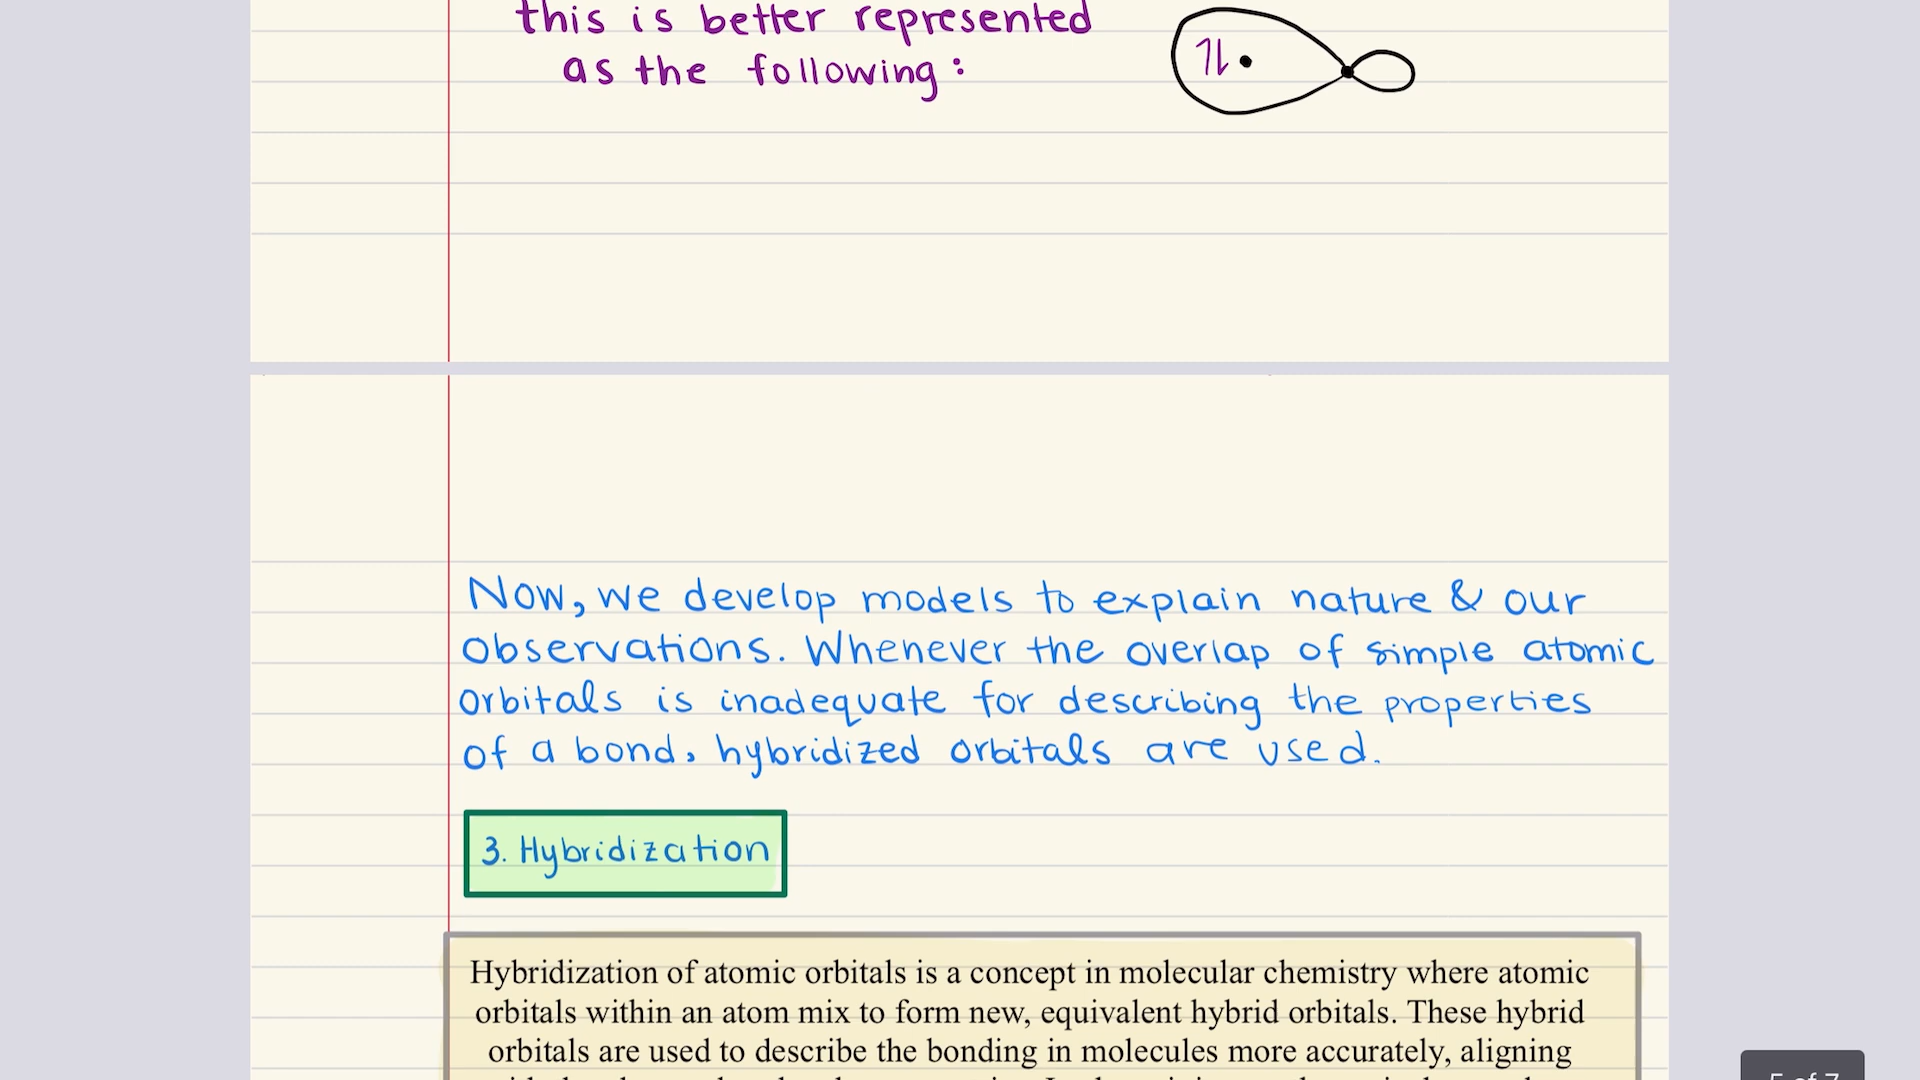 this is better represented
as the following:
Now, we develop models to explain nature & our
observations. Whenever the overlap of simple atomic
orbitals is inadequate for describing the properties
of a bond, hybridized orbitals are used.
3. Hybridization
Hybridization of atomic orbitals is a concept in molecular chemistry where atomic
orbitals within an atom mix to form new, equivalent hybrid orbitals. These hybrid
orbitals are used to describe the bonding in molecules more accurately, aligning
5 of 7